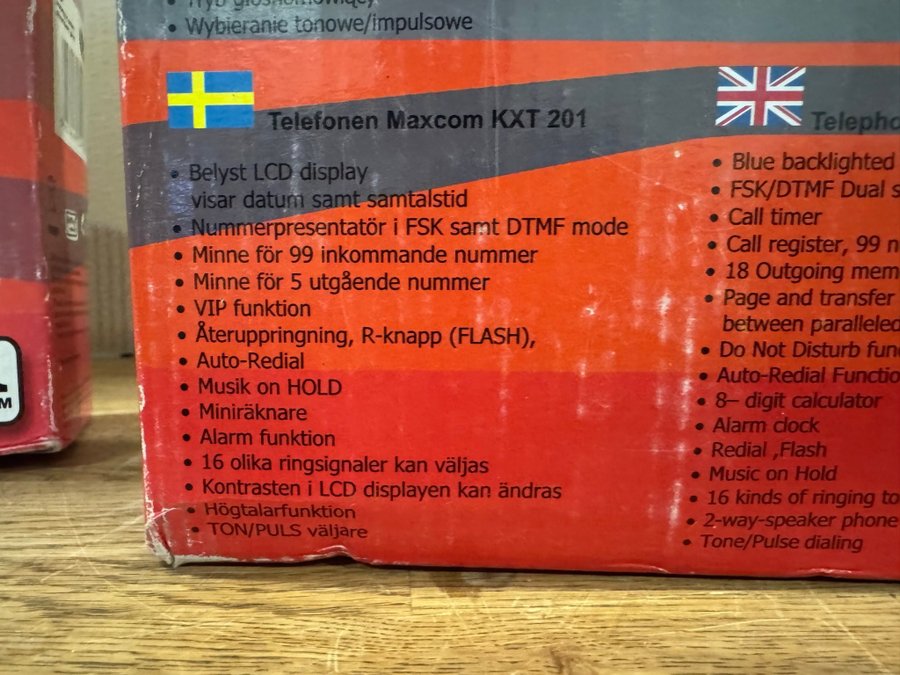 Tryb głośnomówiący
• Wybieranie tonowe/impulsowe
Telefonen Maxcom KXT 201
• Belyst LCD display
visar datum samt samtalstid
• Nummerpresentatör i FSK samt DTMF mode
• Minne för 99 inkommande nummer
• Minne för 5 utgående nummer
• VIP funktion
• Återuppringning, R-knapp (FLASH),
• Auto-Redial
• Musik on HOLD
• Miniräknare
• Alarm funktion
• 16 olika ringsignaler kan väljas
• Kontrasten i LCD displayen kan ändras
• Högtalarfunktion
• TON/PULS väljare
• Blue backlighted
• FSK/DTMF Dual
• Call timer
• Call register, 99
• 18 Outgoing
• Page and transfer
between paralleled
• Do Not Disturb
• Auto-Redial
• 8– digit calculator
• Alarm clock
• Redial ,Flash
• Music on Hold
• 16 kinds of ringing
• 2-way-speaker phone
• Tone/Pulse dialing